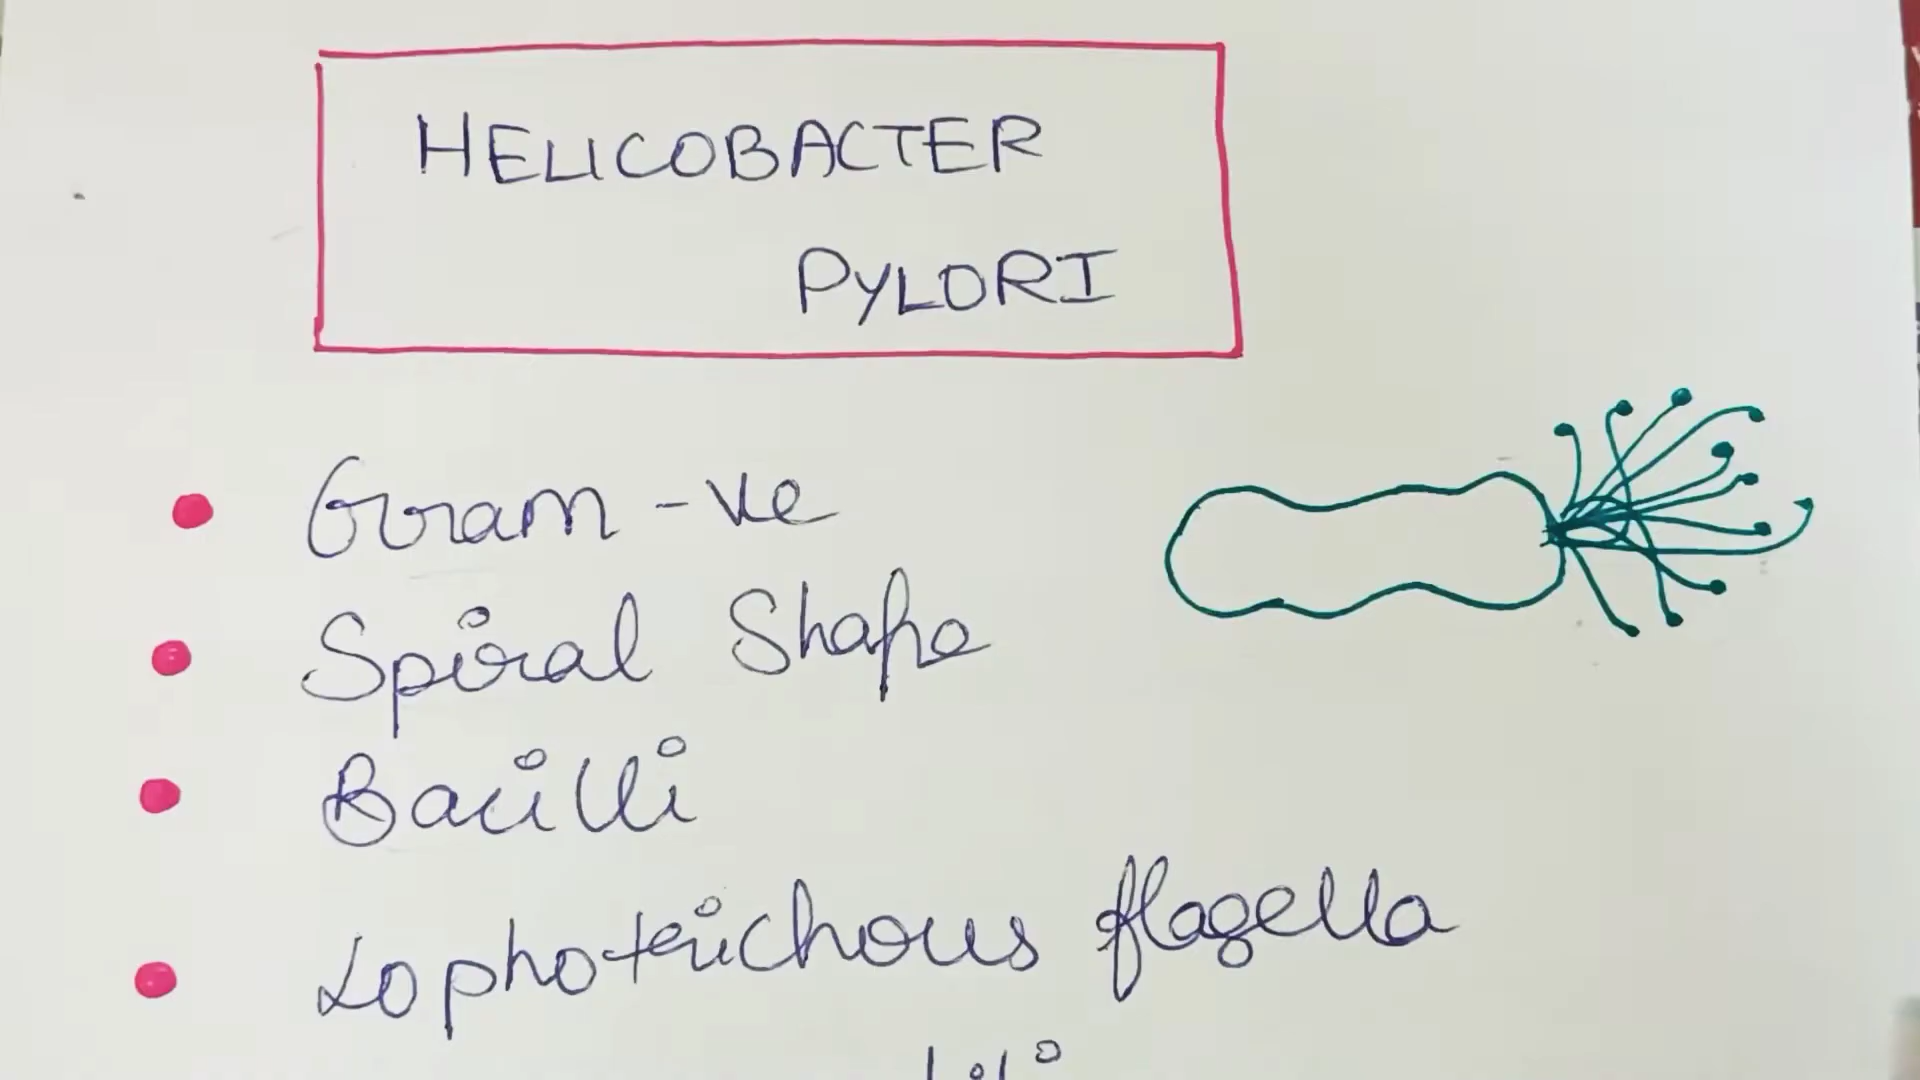 HELICOBACTER
PYLORI
Gram -ve
Spiral Shape
Bacilli
Lophotrichous flagella